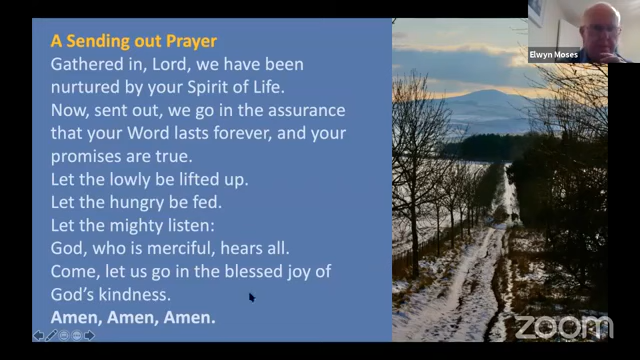 A Sending out Prayer
Gathered in, Lord, we have been
nurtured by your Spirit of Life.
Now, sent out, we go in the assurance
that your Word lasts forever, and your
promises are true.
Let the lowly be lifted up.
Let the hungry be fed.
Let the mighty listen:
God, who is merciful, hears all.
Come, let us go in the blessed joy of
God's kindness.
Amen, Amen, Amen.
Elwyn Moses
zoom